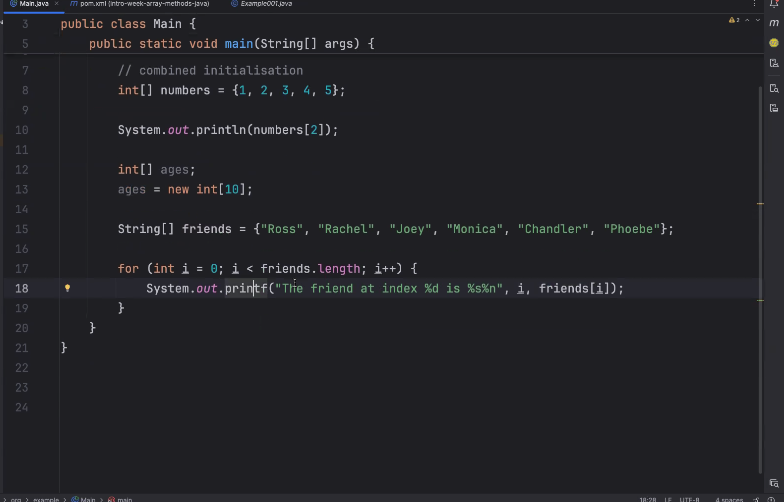 Main.java × pom.xml (intro-week-array-methods-java) Example001.java
3 public class Main {
5 public static void main(String[] args) {
7 // combined initialisation
8 int[] numbers = {1, 2, 3, 4, 5};
9
10 System.out.println(numbers[2]);
11
12 int[] ages;
13 ages = new int[10];
14
15 String[] friends = {"Ross", "Rachel", "Joey", "Monica", "Chandler", "Phoebe"};
16
17 for (int i = 0; i < friends.length; i++) {
18 System.out.printf("The friend at index %d is %s%n", i, friends[i]);
19 }
20 }
21 }
22
23
24
org > example > Main > main 18:28 LF UTF-8 4 spaces